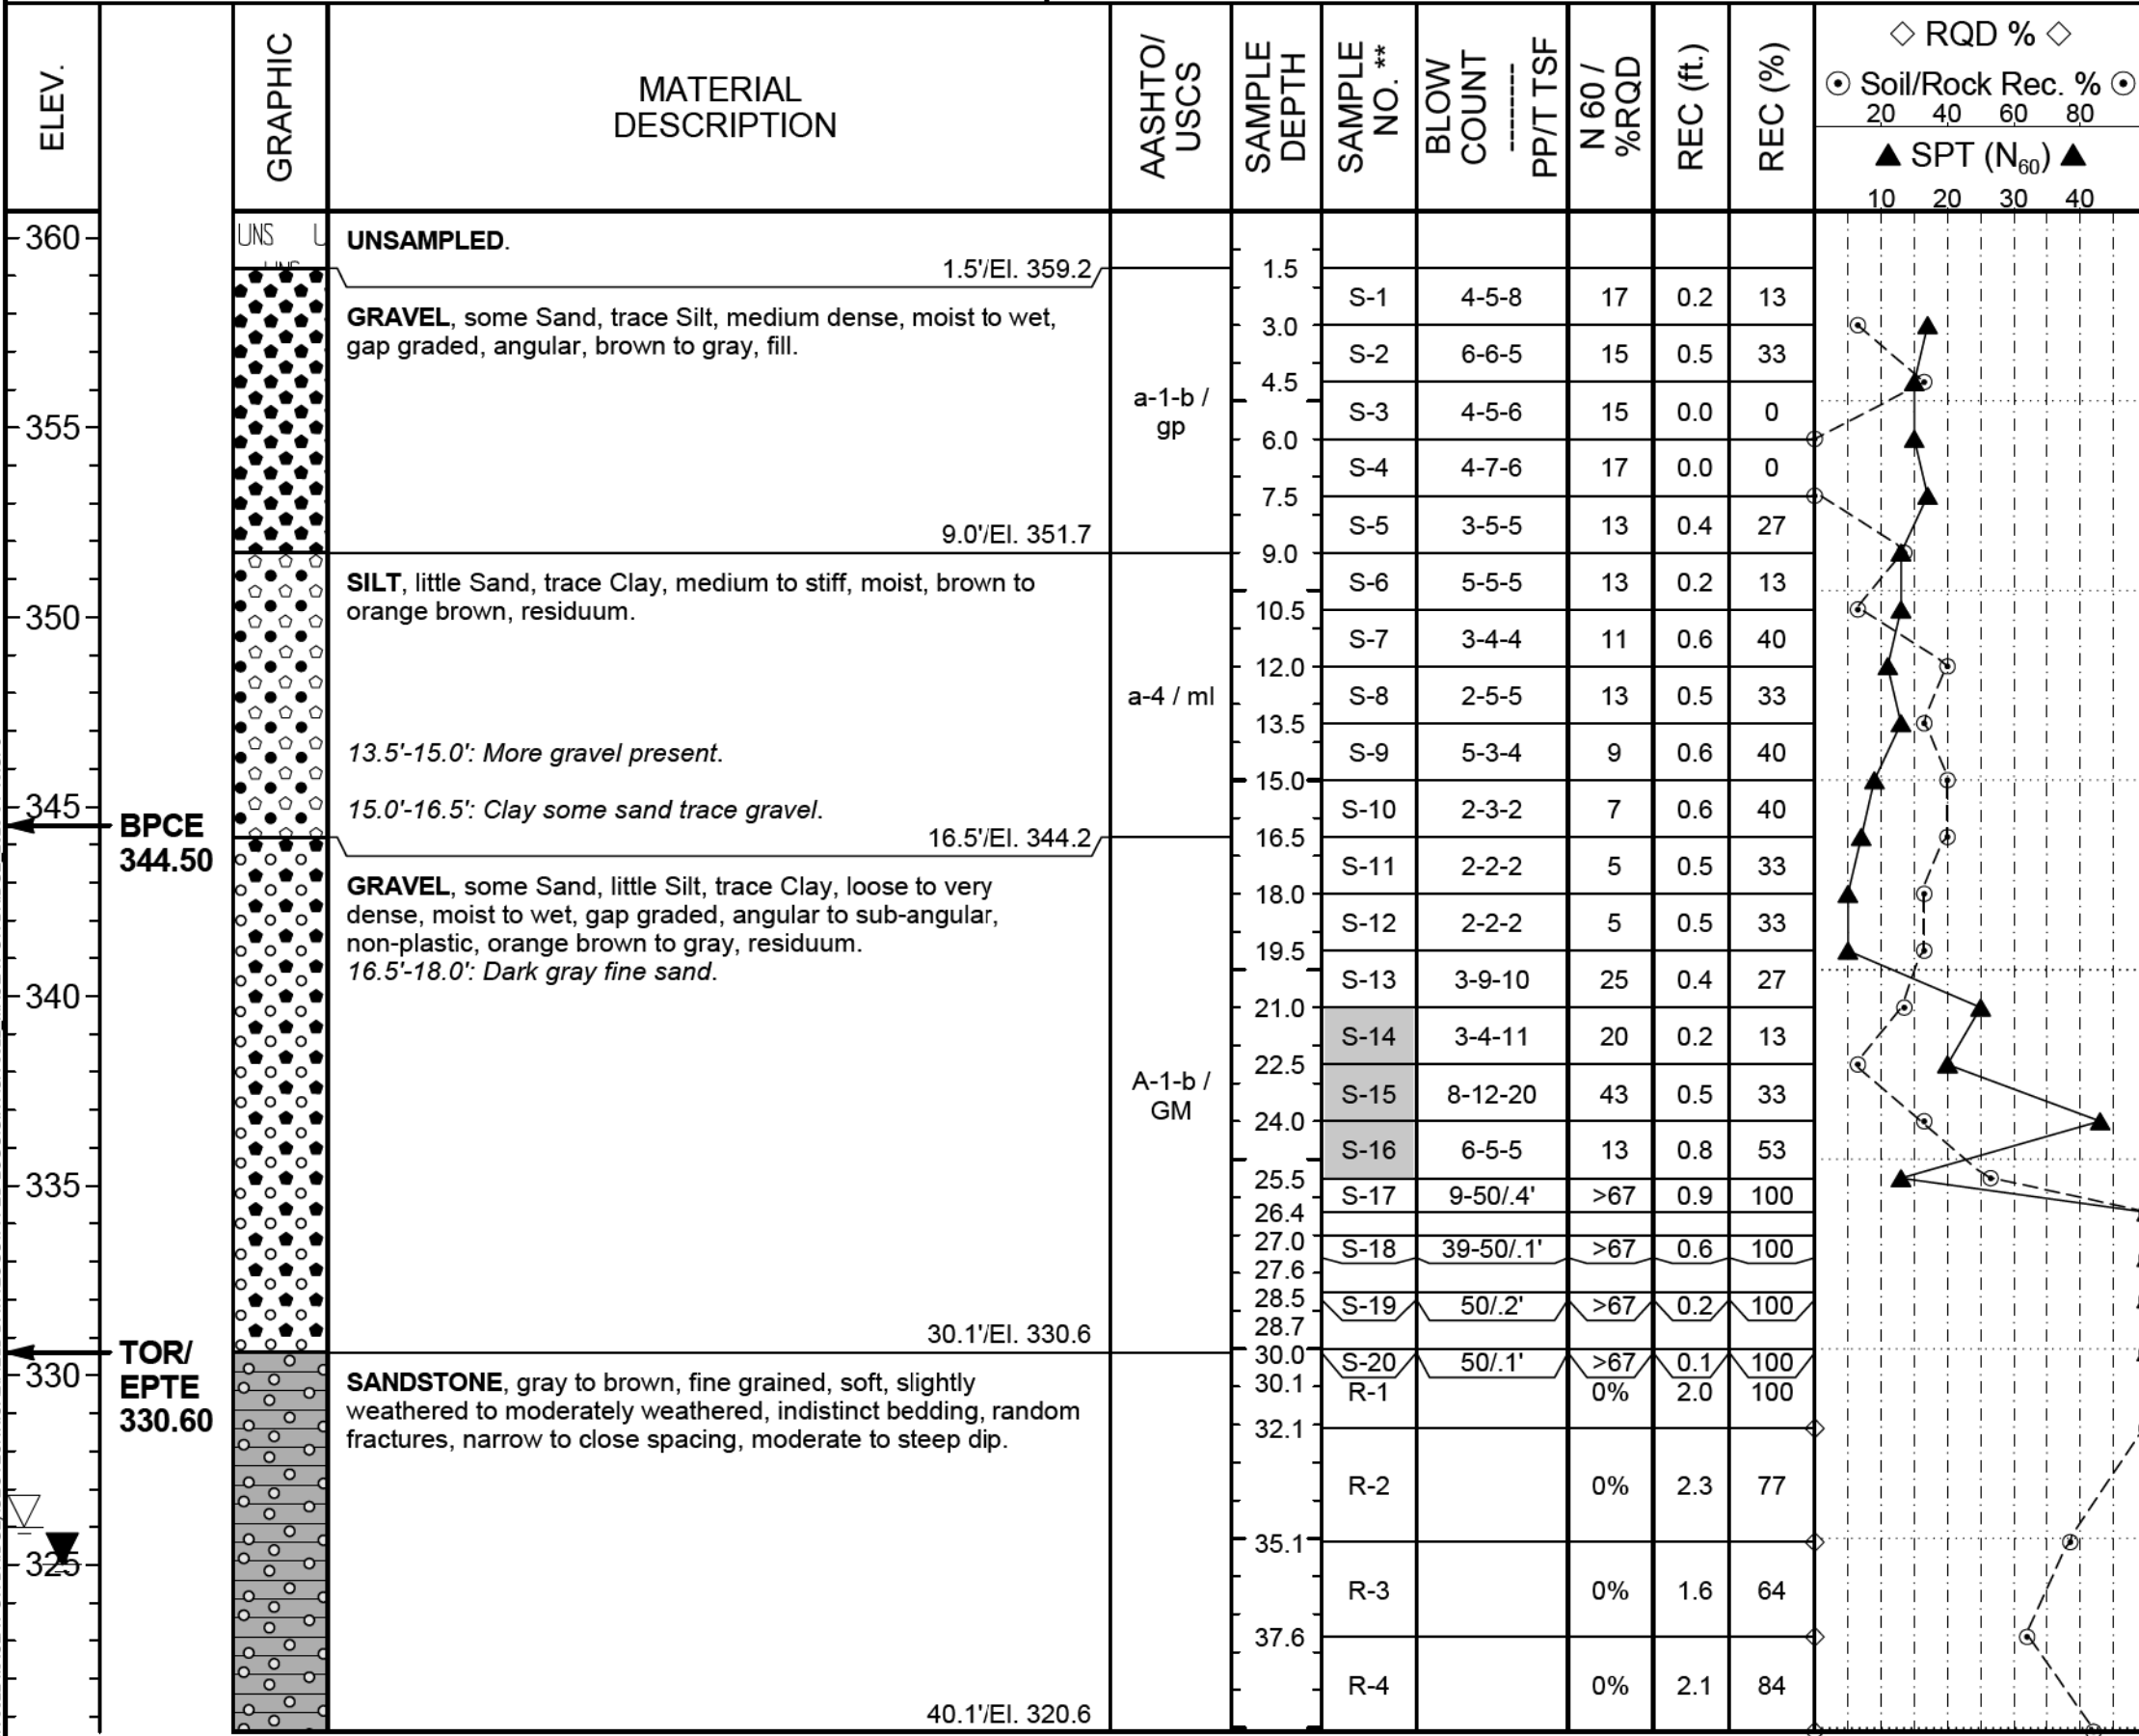 ELEV.
GRAPHIC
MATERIAL
DESCRIPTION
AASHTO/
USCS
SAMPLE
DEPTH
SAMPLE
NO. **
BLOW
COUNT
---------
PP/T TSF
N 60 /
%RQD
REC (ft.)
REC (%)
◇ RQD % ◇
⊙ Soil/Rock Rec. % ⊙
20 40 60 80
▲ SPT (N60) ▲
10 20 30 40
360
355
350
345
340
335
330
325
BPCE
344.50
TOR/
EPTE
330.60
UNS U
UNS
UNSAMPLED.
1.5'/El. 359.2
GRAVEL, some Sand, trace Silt, medium dense, moist to wet,
gap graded, angular, brown to gray, fill.
9.0'/El. 351.7
a-1-b /
gp
SILT, little Sand, trace Clay, medium to stiff, moist, brown to
orange brown, residuum.
13.5'-15.0': More gravel present.
15.0'-16.5': Clay some sand trace gravel.
16.5'/El. 344.2
a-4 / ml
GRAVEL, some Sand, little Silt, trace Clay, loose to very
dense, moist to wet, gap graded, angular to sub-angular,
non-plastic, orange brown to gray, residuum.
16.5'-18.0': Dark gray fine sand.
30.1'/El. 330.6
A-1-b /
GM
SANDSTONE, gray to brown, fine grained, soft, slightly
weathered to moderately weathered, indistinct bedding, random
fractures, narrow to close spacing, moderate to steep dip.
40.1'/El. 320.6
1.5
S-1 4-5-8 17 0.2 13
3.0
S-2 6-6-5 15 0.5 33
4.5
S-3 4-5-6 15 0.0 0
6.0
S-4 4-7-6 17 0.0 0
7.5
S-5 3-5-5 13 0.4 27
9.0
S-6 5-5-5 13 0.2 13
10.5
S-7 3-4-4 11 0.6 40
12.0
S-8 2-5-5 13 0.5 33
13.5
S-9 5-3-4 9 0.6 40
15.0
S-10 2-3-2 7 0.6 40
16.5
S-11 2-2-2 5 0.5 33
18.0
S-12 2-2-2 5 0.5 33
19.5
S-13 3-9-10 25 0.4 27
21.0
S-14 3-4-11 20 0.2 13
22.5
S-15 8-12-20 43 0.5 33
24.0
S-16 6-5-5 13 0.8 53
25.5
S-17 9-50/.4' >67 0.9 100
26.4
27.0
S-18 39-50/.1' >67 0.6 100
27.6
28.5
S-19 50/.2' >67 0.2 100
28.7
30.0
S-20 50/.1' >67 0.1 100
30.1
R-1 0% 2.0 100
32.1
R-2 0% 2.3 77
35.1
R-3 0% 1.6 64
37.6
R-4 0% 2.1 84